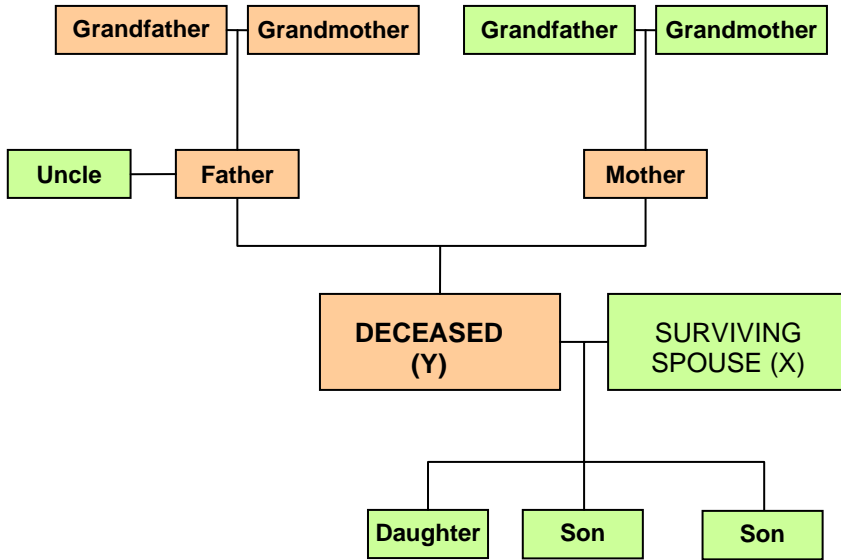 Grandfather
Grandmother
Grandfather
Grandmother
Uncle
Father
Mother
DECEASED
(Y)
SURVIVING
SPOUSE (X)
Daughter
Son
Son